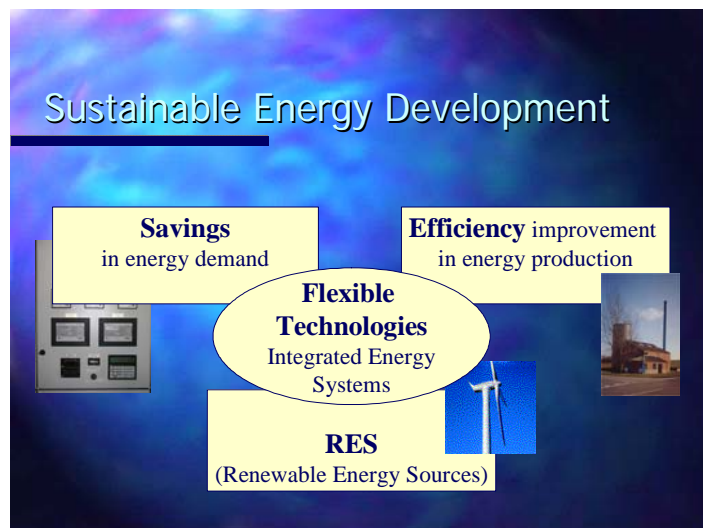 Sustainable Energy Development
Savings
in energy demand
Efficiency improvement
in energy production
Flexible
Technologies
Integrated Energy
Systems
RES
(Renewable Energy Sources)